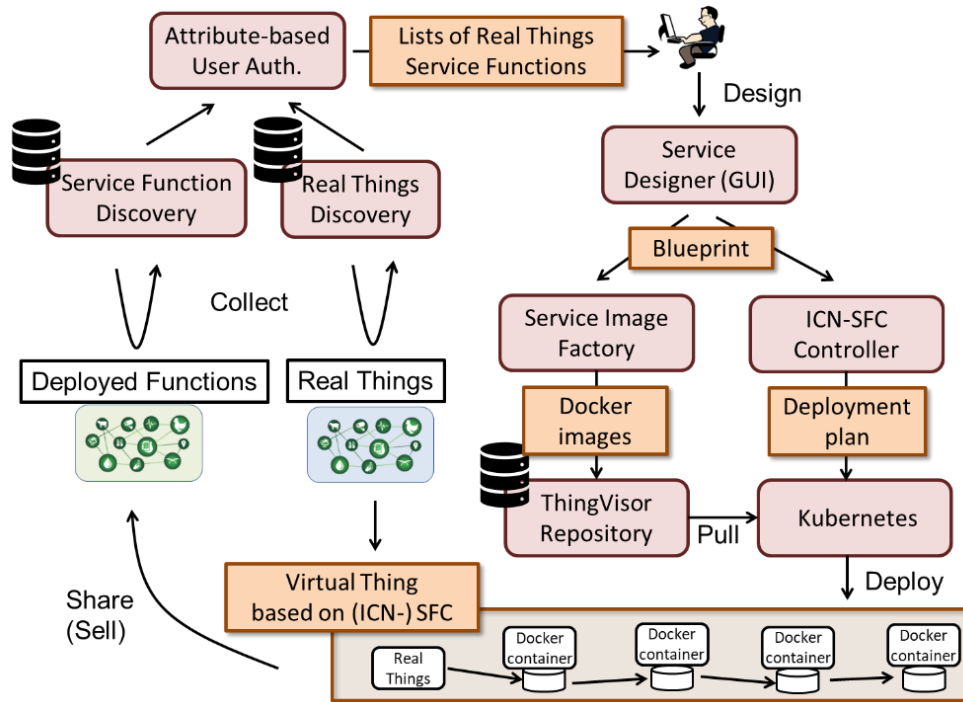 Attribute-based
User Auth.
Lists of Real Things
Service Functions
Design
Service Function
Discovery
Real Things
Discovery
Service
Designer (GUI)
Blueprint
Collect
Service Image
Factory
ICN-SFC
Controller
Deployed Functions
Real Things
Docker
images
Deployment
plan
ThingVisor
Repository
Pull
Kubernetes
Deploy
Virtual Thing
based on (ICN-) SFC
Share
(Sell)
Real
Things
Docker
container
Docker
container
Docker
container
Docker
container